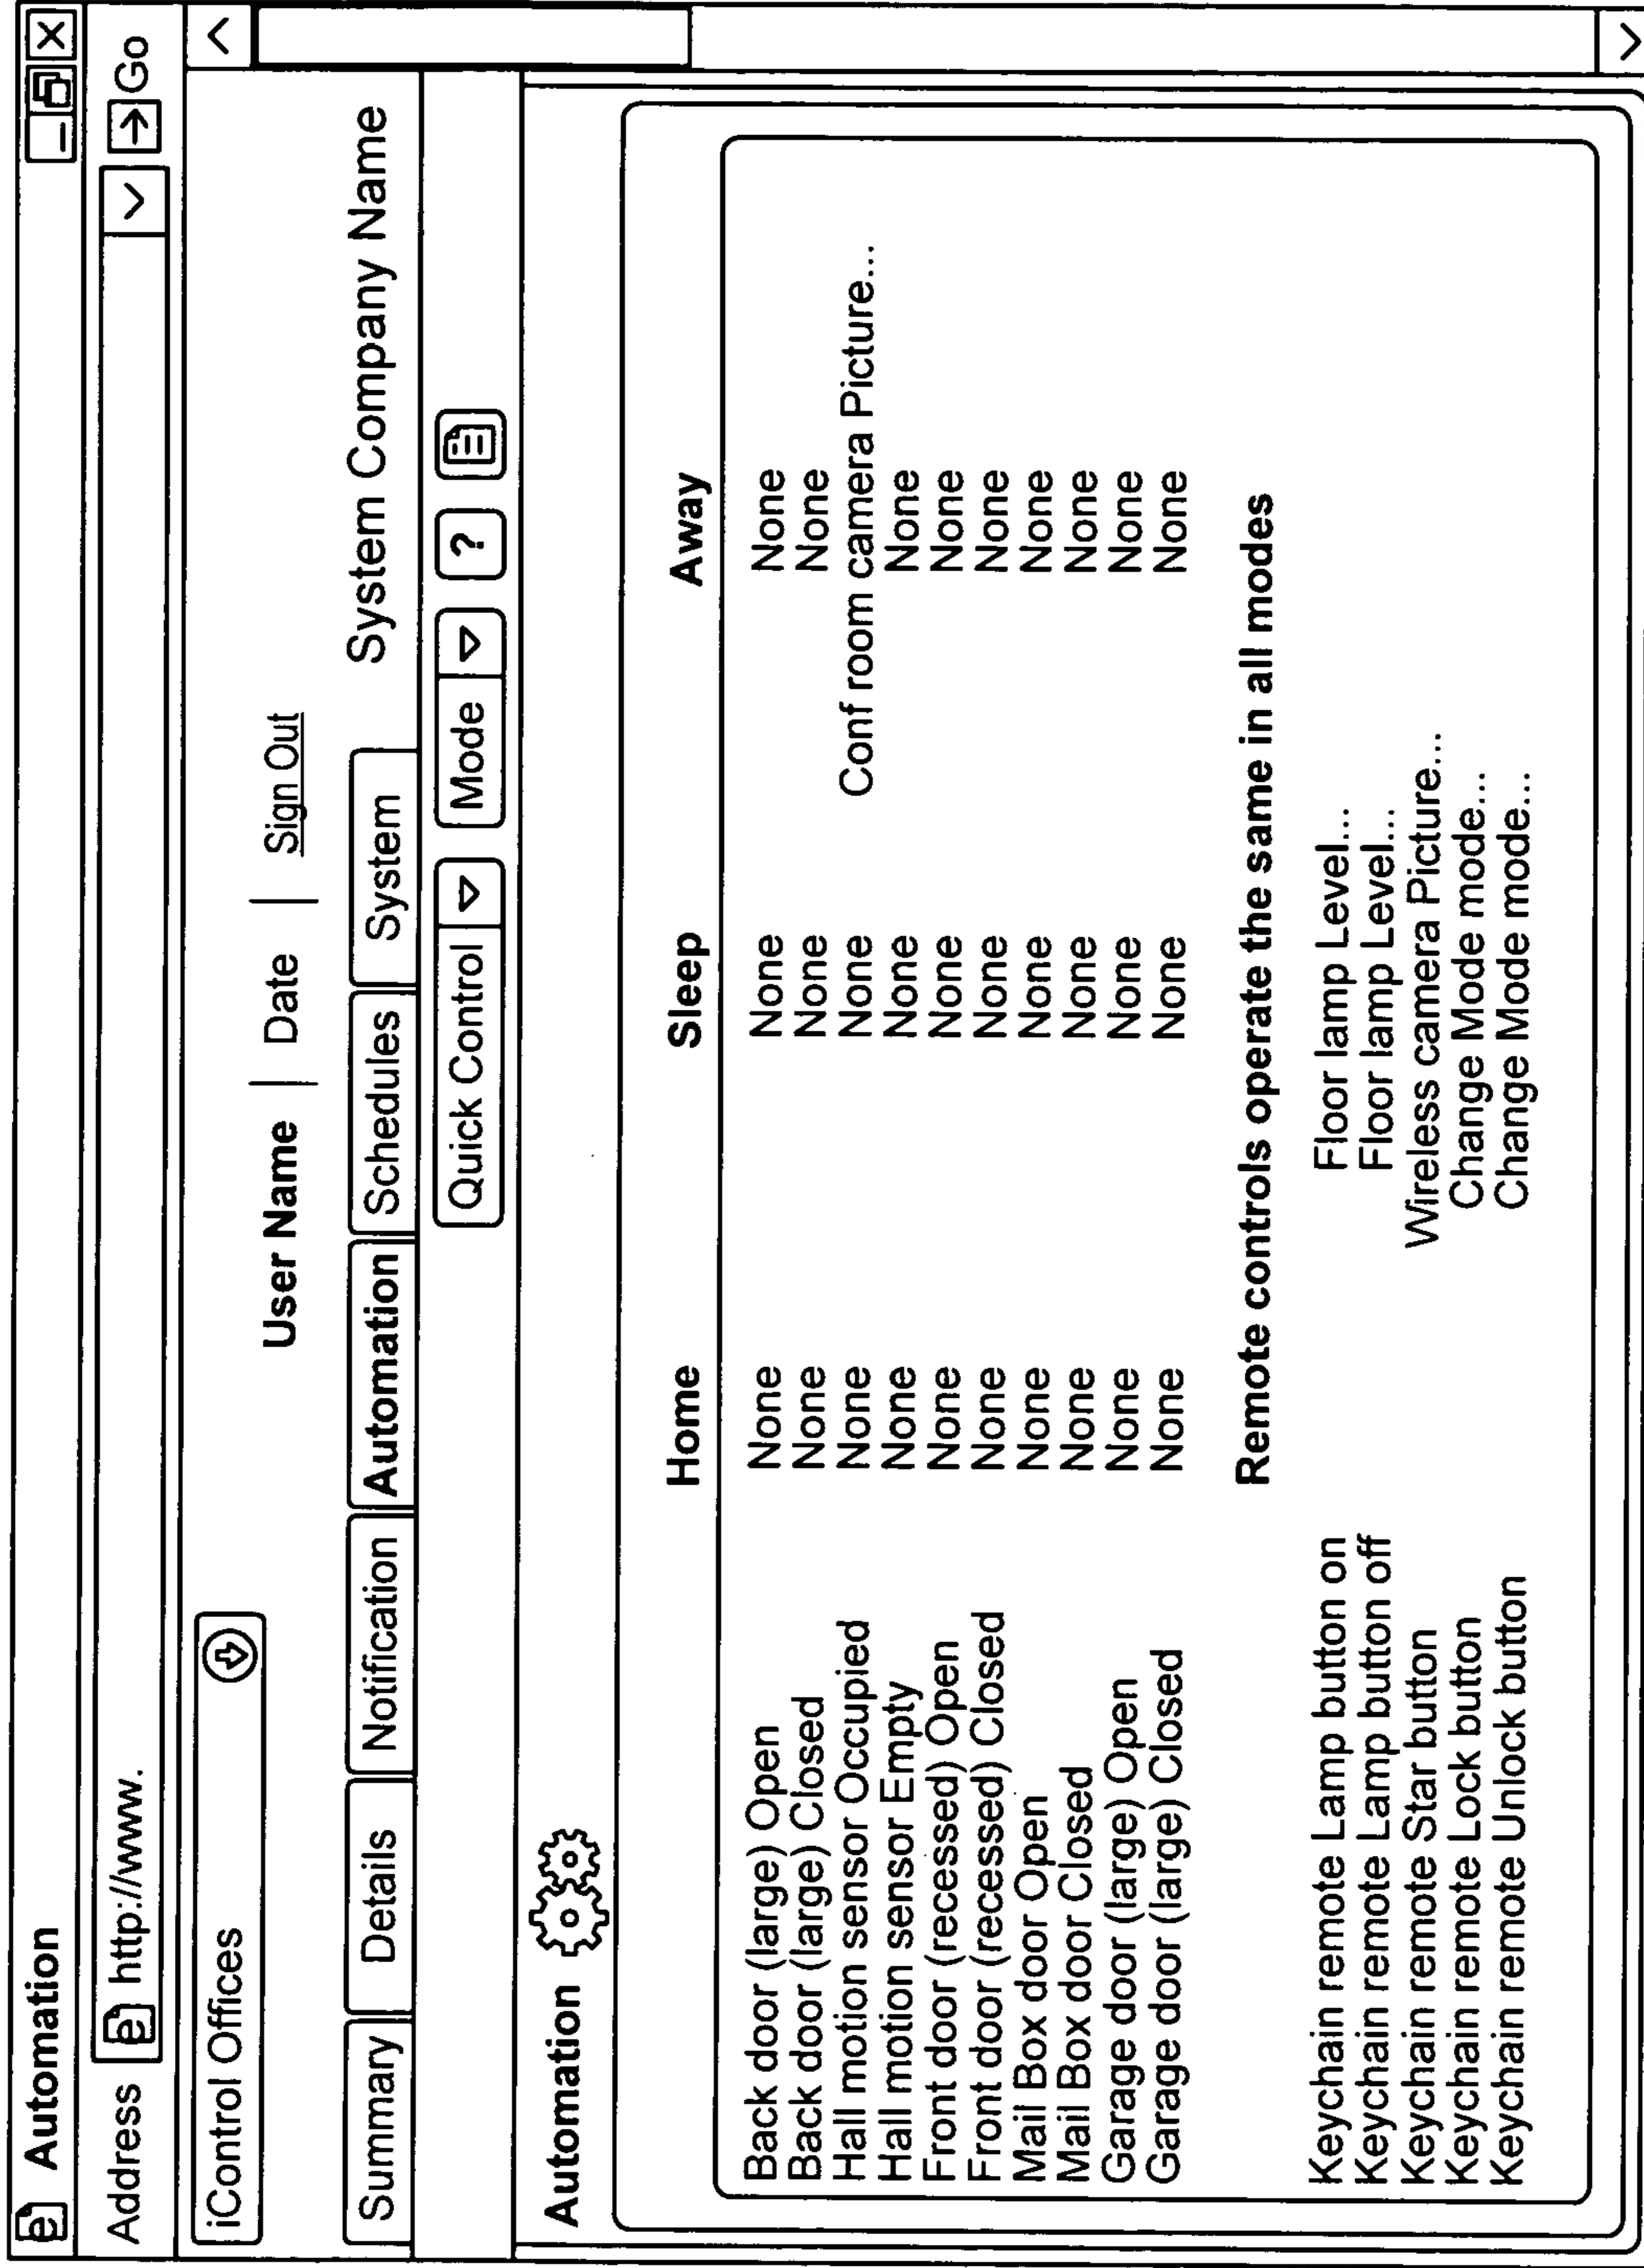 Automation
Address http://www. Go
iControl Offices
User Name | Date | Sign Out
Summary Details Notification Automation Schedules System System Company Name
Quick Control Mode ?
Automation
Home Sleep Away
Back door (large) Open None None None
Back door (large) Closed None None None
Hall motion sensor Occupied None None Conf room camera Picture...
Hall motion sensor Empty None None None
Front door (recessed) Open None None None
Front door (recessed) Closed None None None
Mail Box door Open None None None
Mail Box door Closed None None None
Garage door (large) Open None None None
Garage door (large) Closed None None None
Remote controls operate the same in all modes
Keychain remote Lamp button on Floor lamp Level...
Keychain remote Lamp button off Floor lamp Level...
Keychain remote Star button Wireless camera Picture...
Keychain remote Lock button Change Mode mode...
Keychain remote Unlock button Change Mode mode...